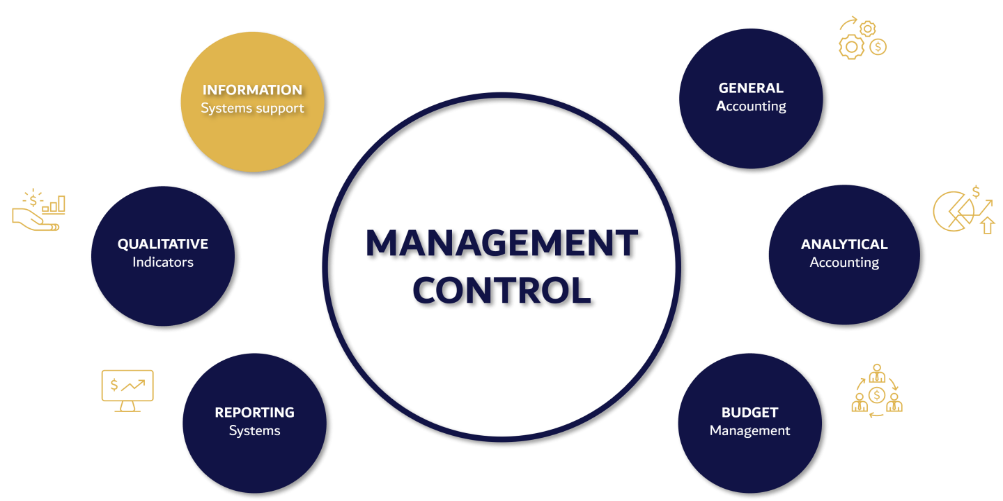 INFORMATION
Systems support
GENERAL
Accounting
QUALITATIVE
Indicators
MANAGEMENT
CONTROL
ANALYTICAL
Accounting
REPORTING
Systems
BUDGET
Management
$
$
$
$
$